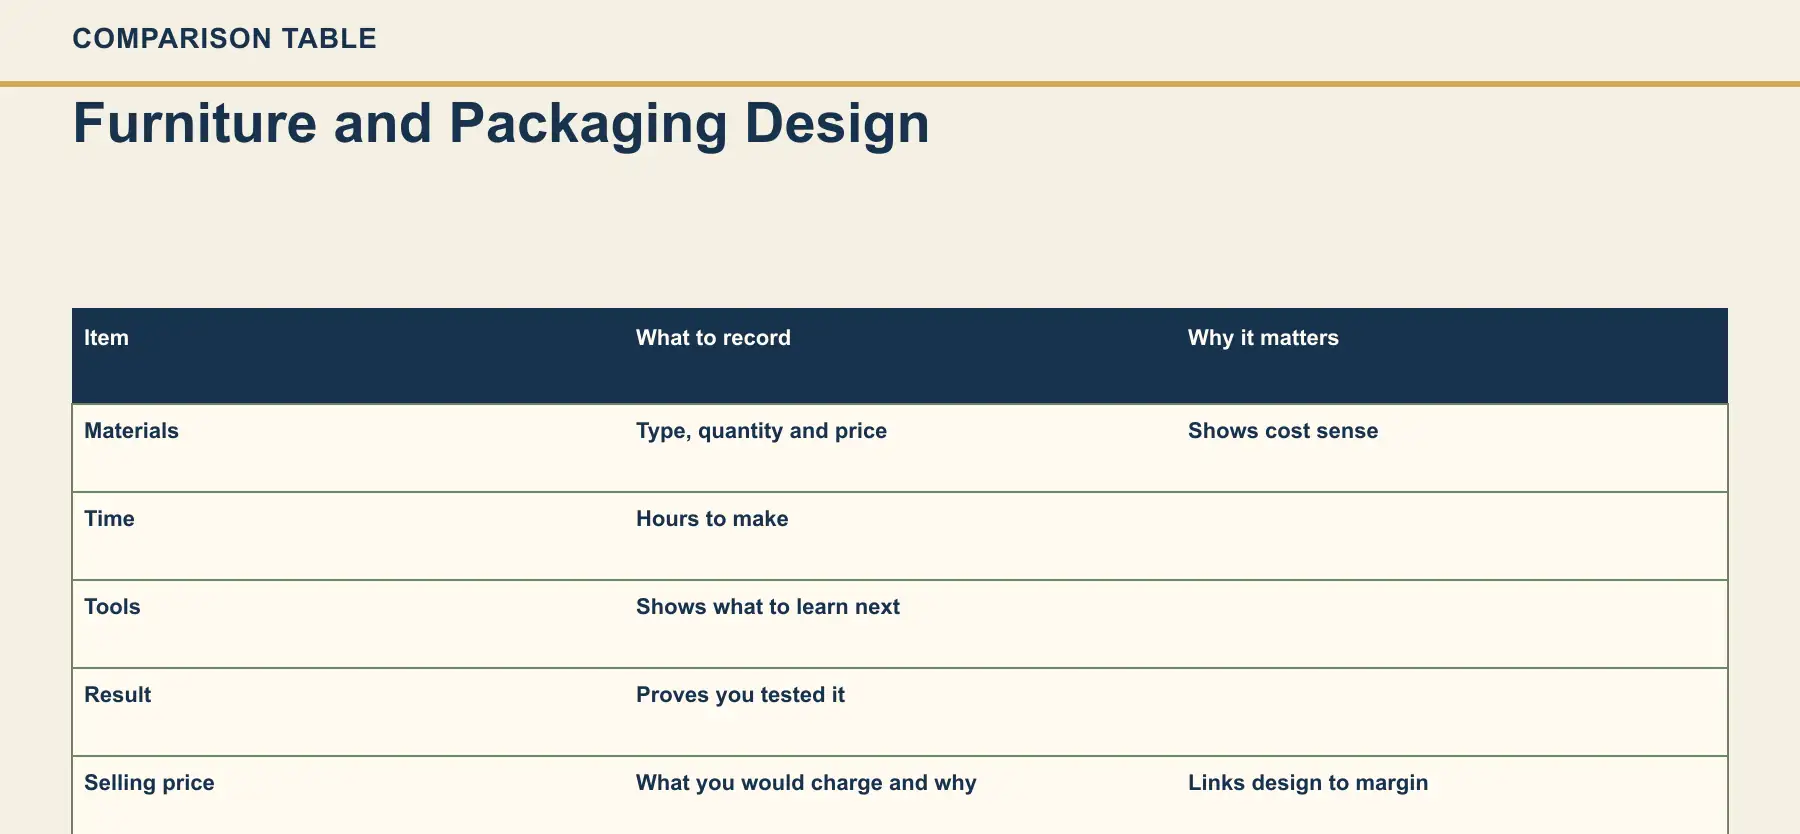 COMPARISON TABLE
Furniture and Packaging Design
Item What to record Why it matters
Materials Type, quantity and price Shows cost sense
Time Hours to make
Tools Shows what to learn next
Result Proves you tested it
Selling price What you would charge and why Links design to margin